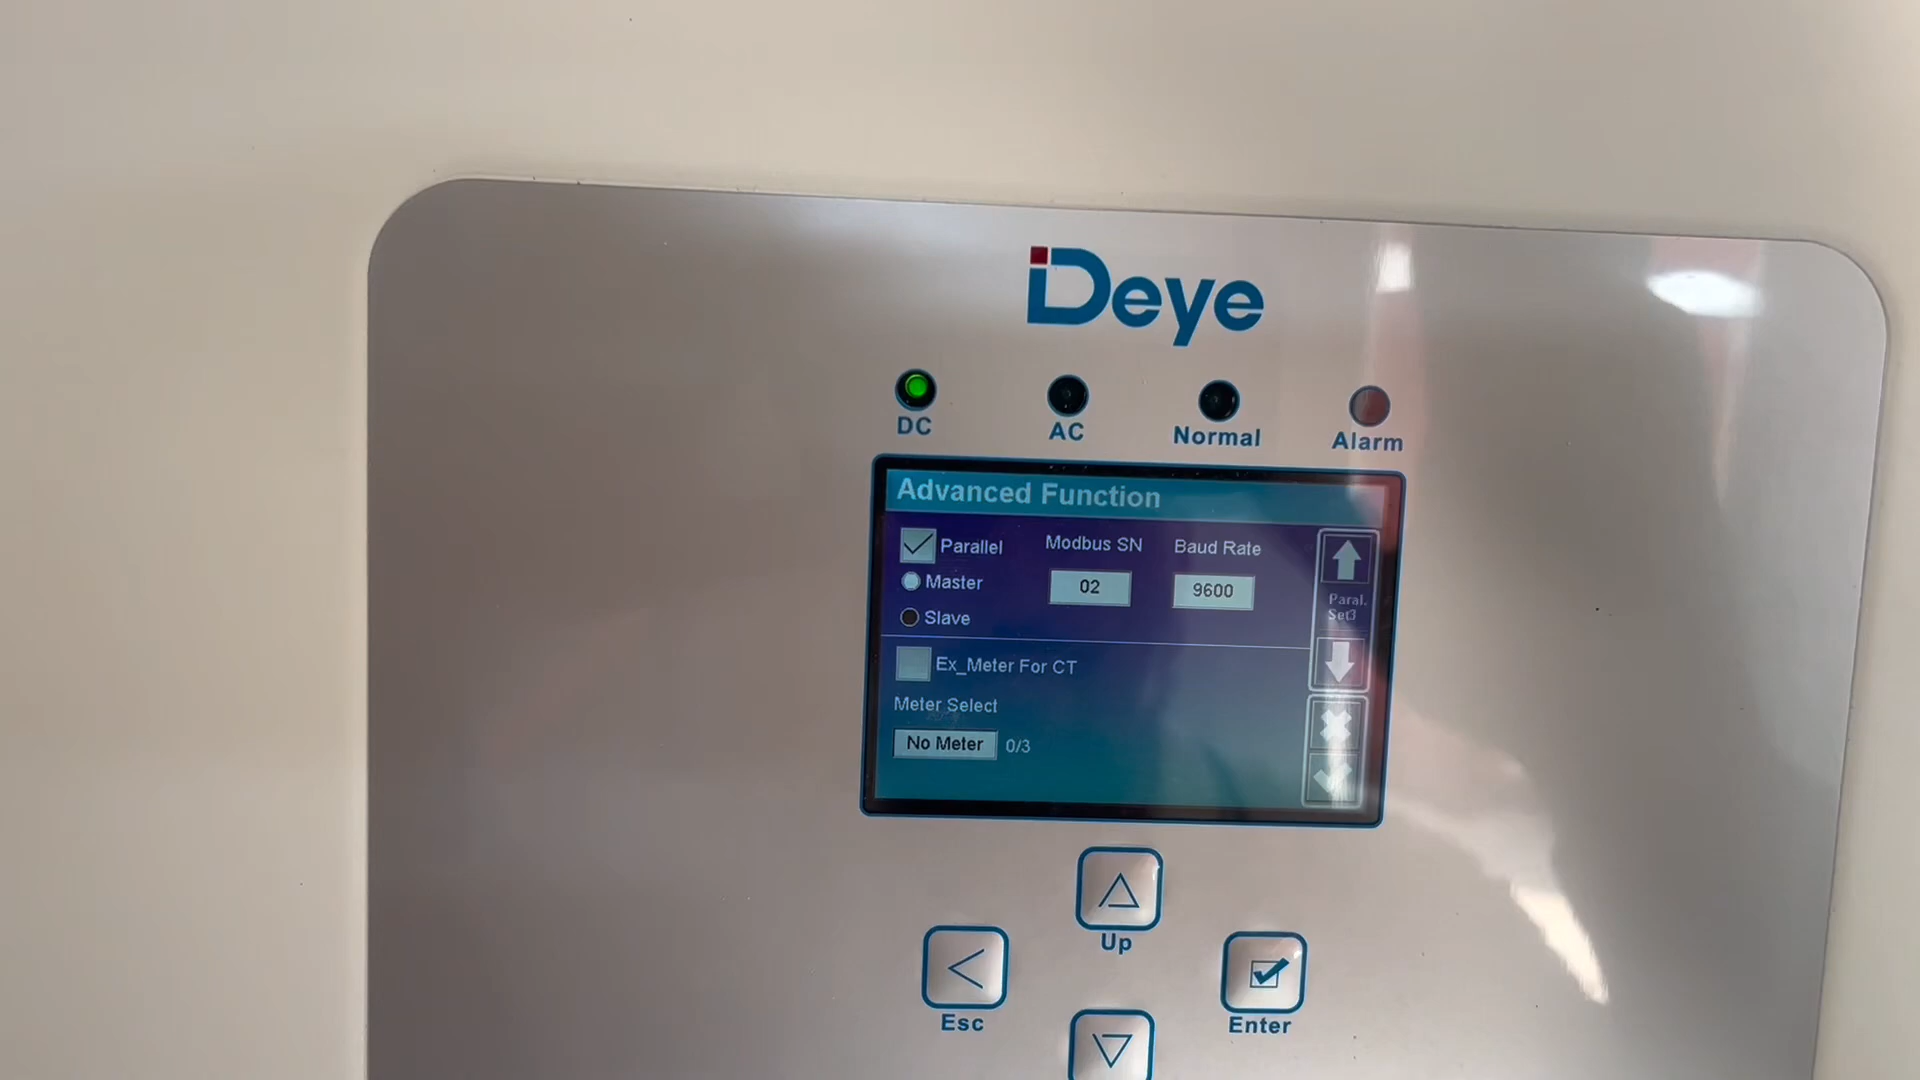 Deye
DC AC Normal Alarm
Advanced Function
Parallel Modbus SN Baud Rate
Master 02 9600
Slave
Paral.
Set3
Ex_Meter For CT
Meter Select
No Meter 0/3
Up
Esc Enter